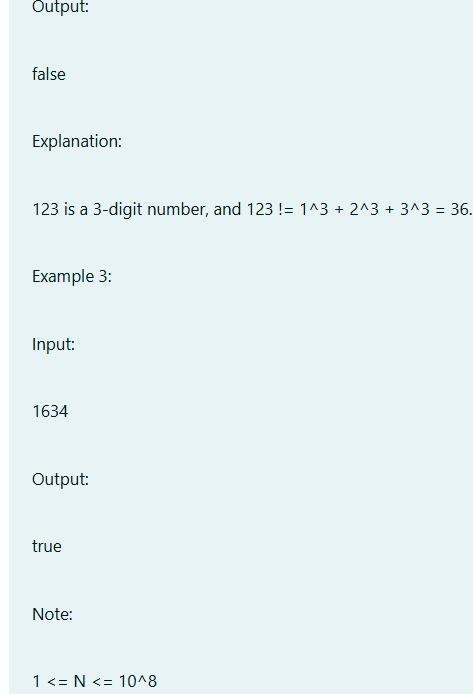 Output:
false
Explanation:
123 is a 3-digit number, and 123 != 1^3 + 2^3 + 3^3 = 36.
Example 3:
Input:
1634
Output:
true
Note:
1 <= N <= 10^8